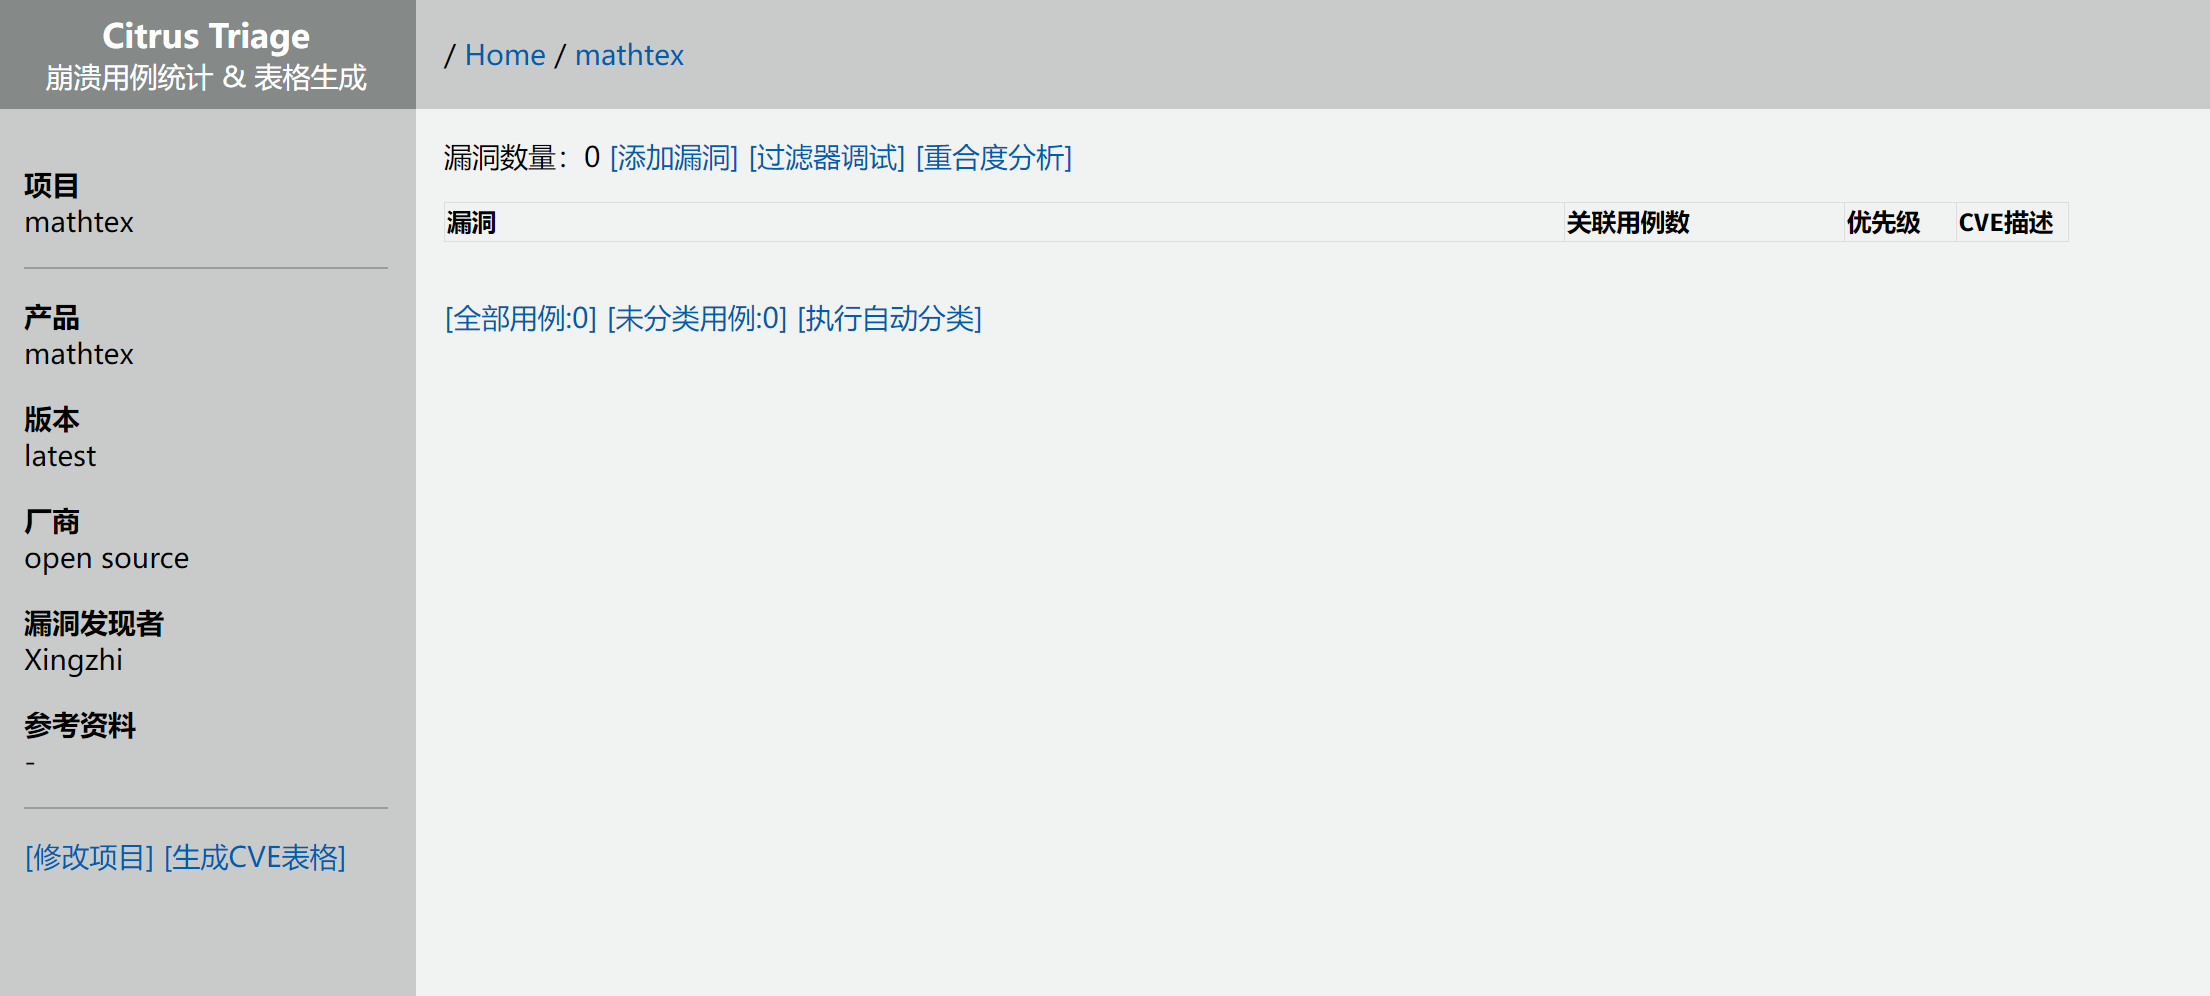 Citrus Triage
崩溃用例统计 & 表格生成
/ Home / mathtex
项目
mathtex
产品
mathtex
版本
latest
厂商
open source
漏洞发现者
Xingzhi
参考资料
-
[修改项目] [生成CVE表格]
漏洞数量：0 [添加漏洞] [过滤器调试] [重合度分析]
漏洞 关联用例数 优先级 CVE描述
[全部用例:0] [未分类用例:0] [执行自动分类]